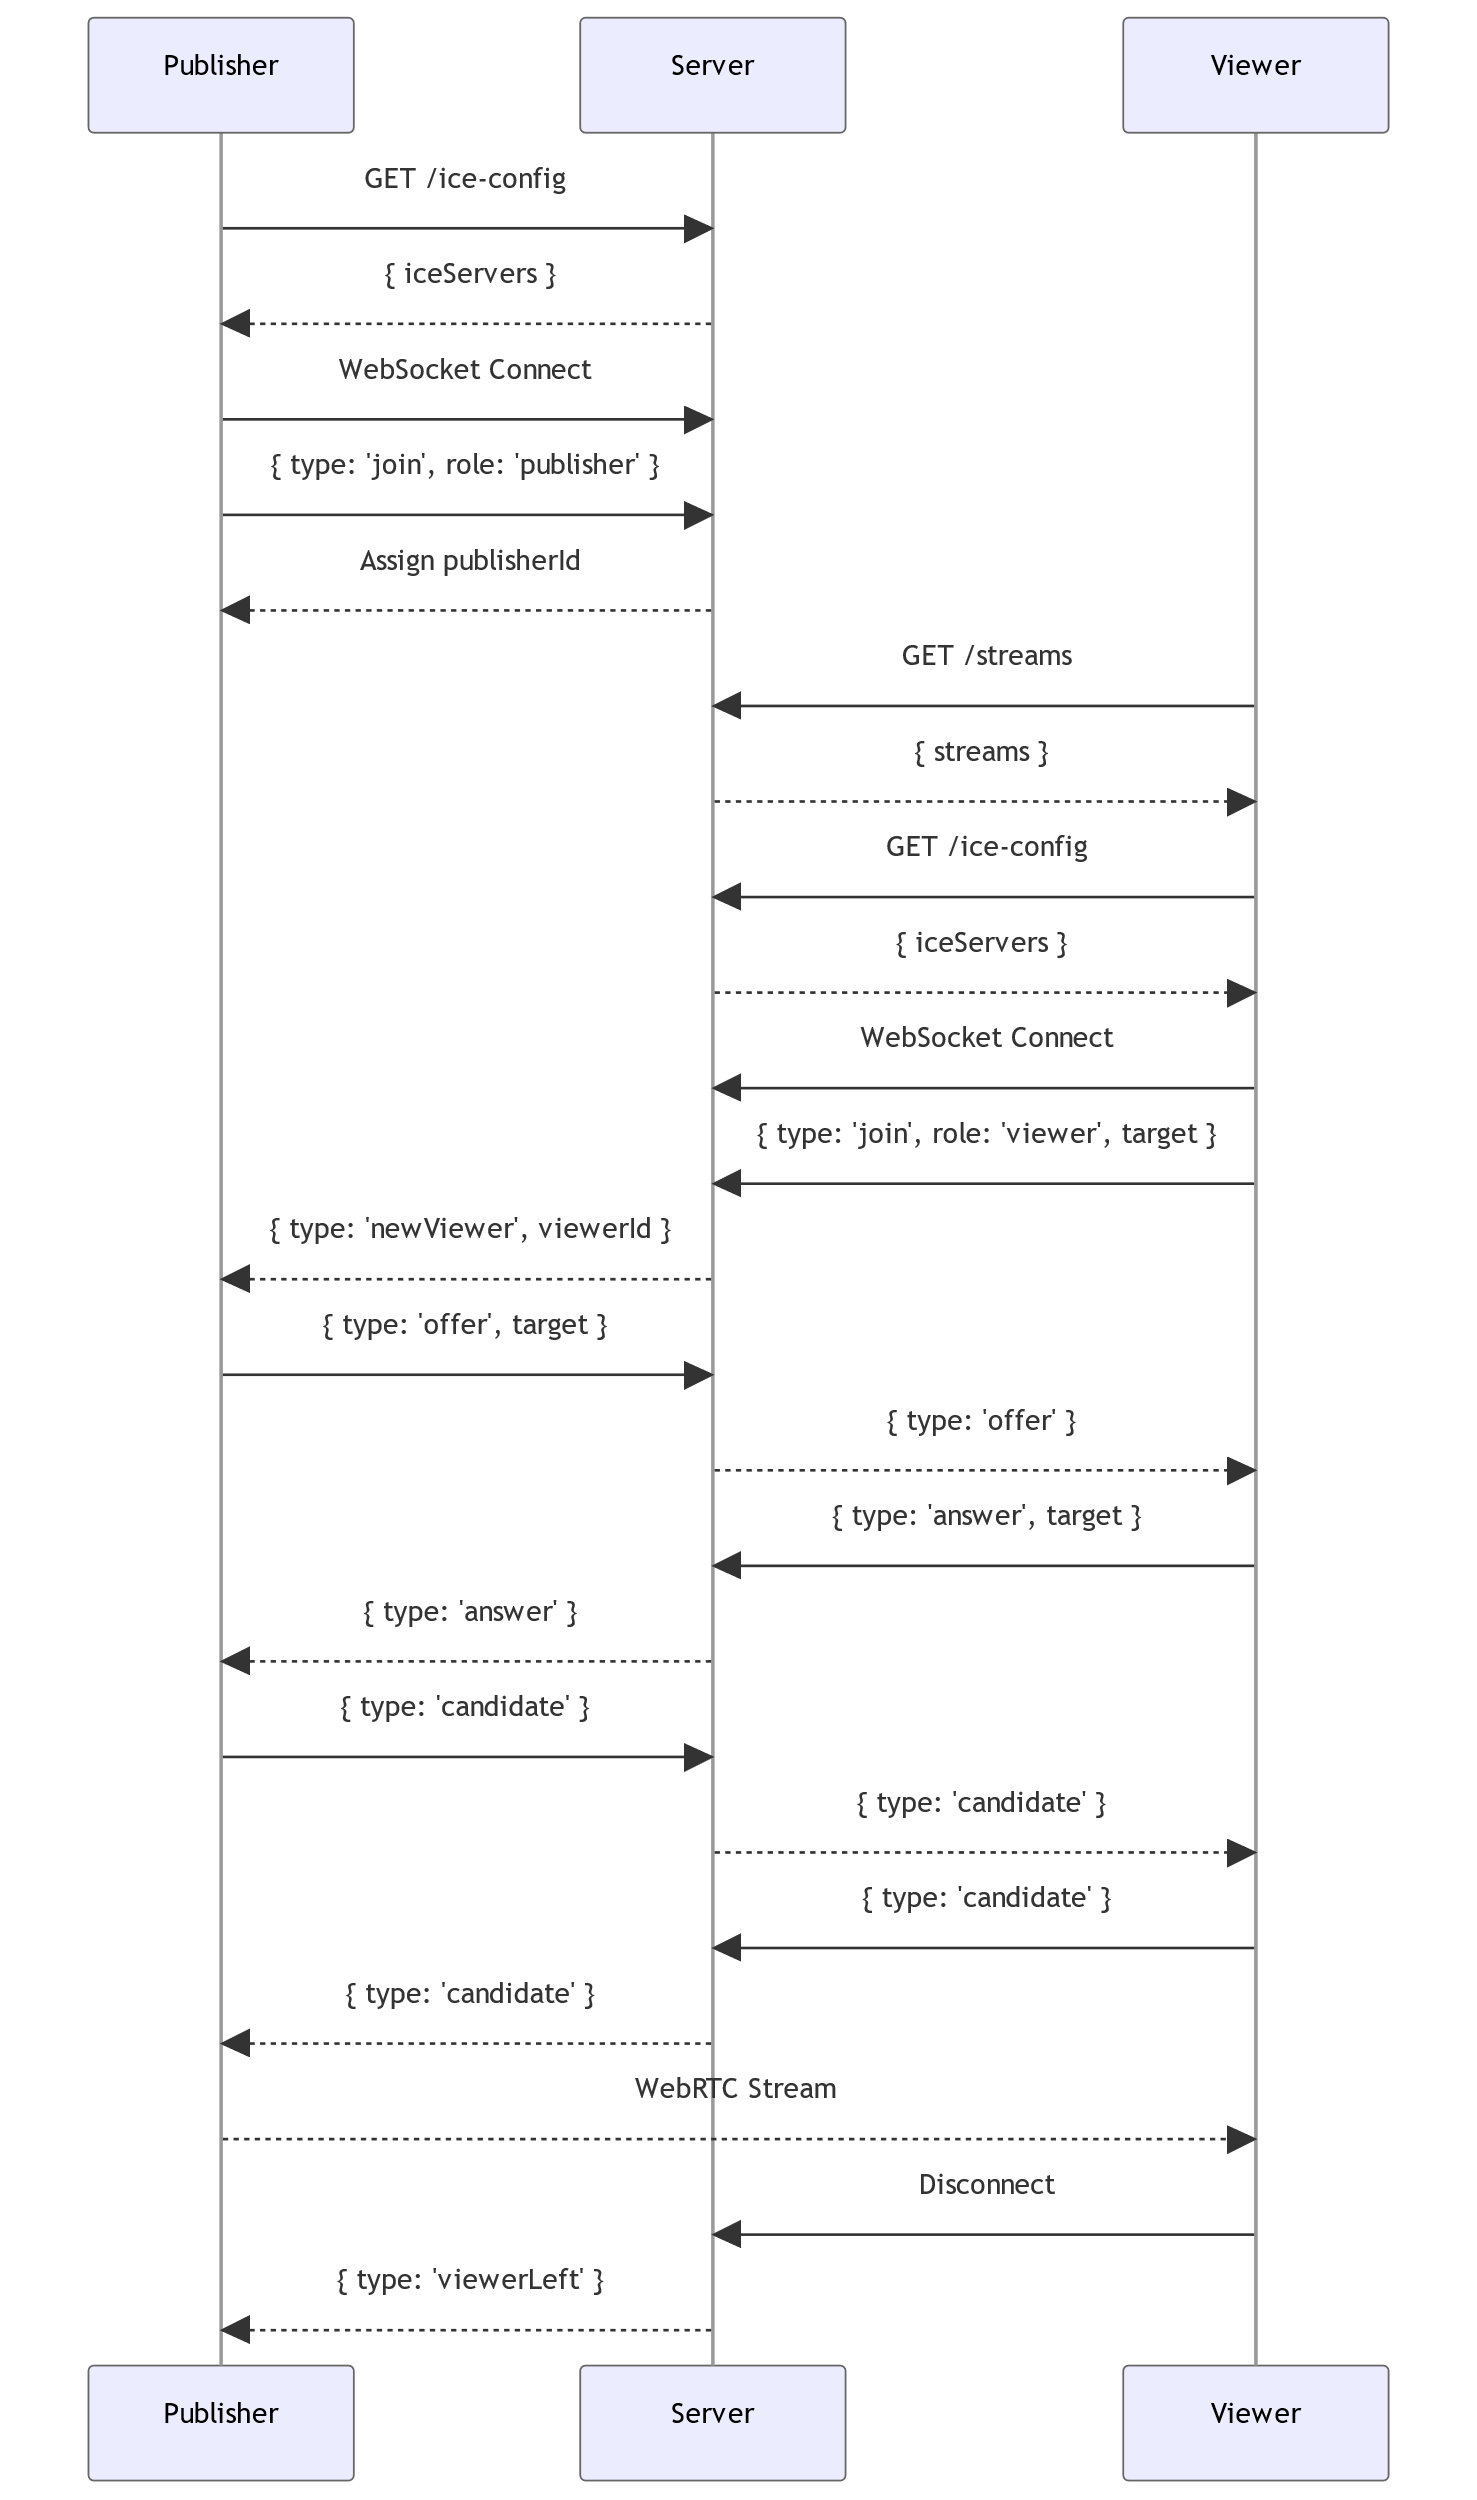 Publisher
Server
Viewer
GET /ice-config
{ iceServers }
WebSocket Connect
{ type: 'join', role: 'publisher' }
Assign publisherId
GET /streams
{ streams }
GET /ice-config
{ iceServers }
WebSocket Connect
{ type: 'join', role: 'viewer', target }
{ type: 'newViewer', viewerId }
{ type: 'offer', target }
{ type: 'offer' }
{ type: 'answer', target }
{ type: 'answer' }
{ type: 'candidate' }
{ type: 'candidate' }
{ type: 'candidate' }
{ type: 'candidate' }
WebRTC Stream
Disconnect
{ type: 'viewerLeft' }
Publisher
Server
Viewer